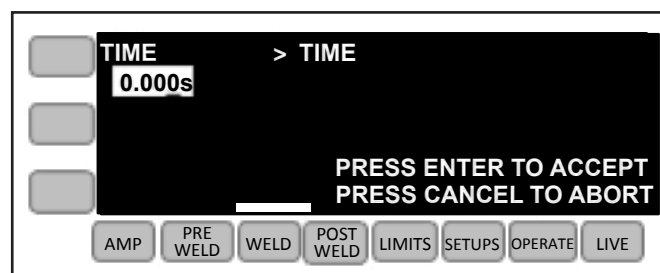 TIME > TIME
0.000s
PRESS ENTER TO ACCEPT
PRESS CANCEL TO ABORT
AMP PRE WELD WELD POST WELD LIMITS SETUPS OPERATE LIVE